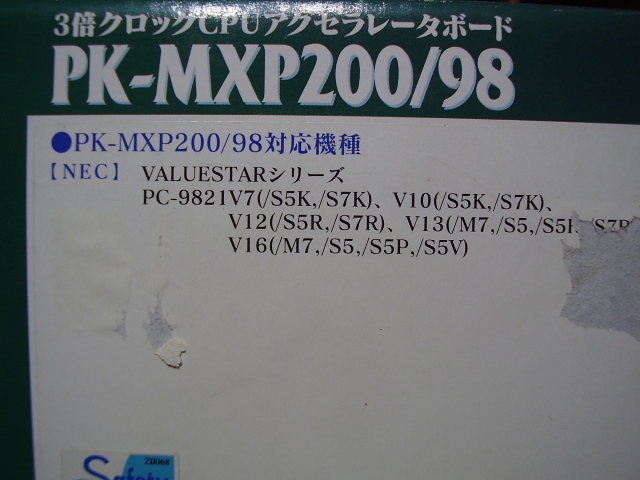 3倍クロックCPUアクセラレータボード
PK-MXP200/98
●PK-MXP200/98対応機種
【NEC】 VALUESTARシリーズ
PC-9821V7(/S5K,/S7K)、V10(/S5K,/S7K)、
V12(/S5R,/S7R)、V13(/M7,/S5,/S5
V16(/M7,/S5,/S5P,/S5V)
Z0068
Safety